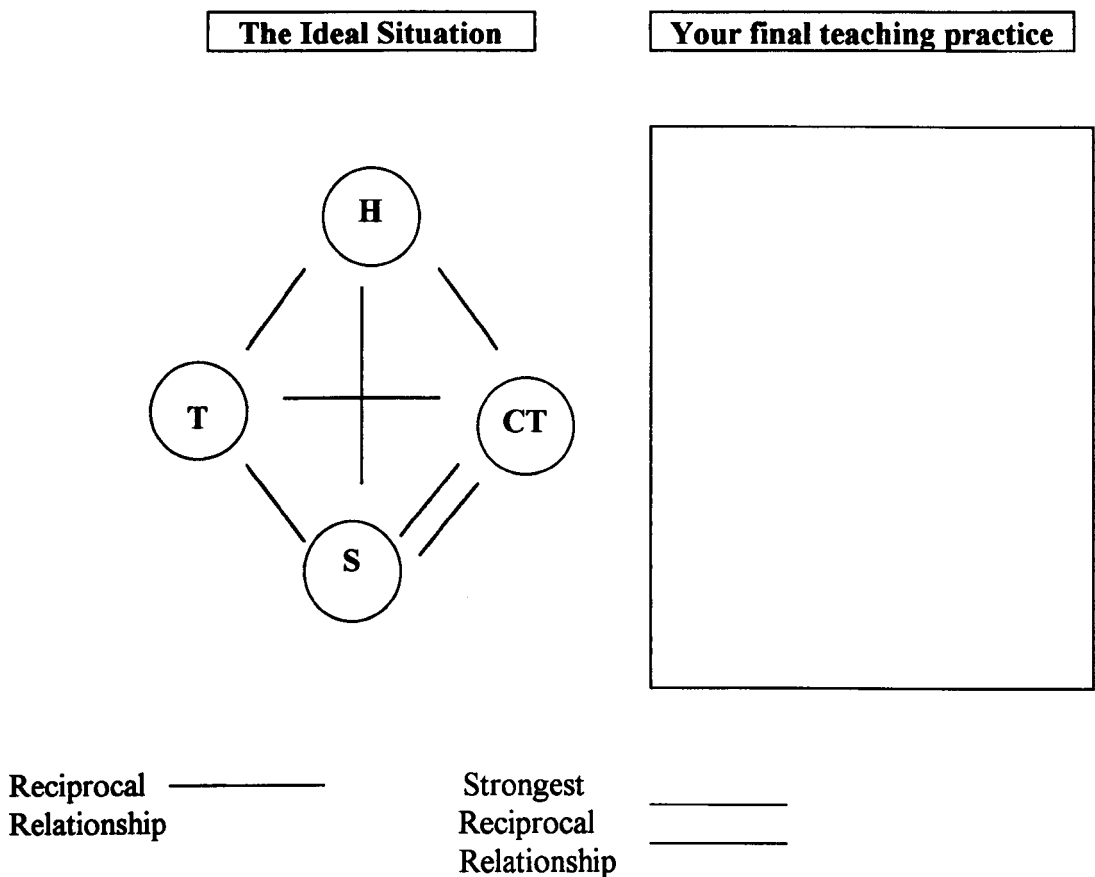 The Ideal Situation
Your final teaching practice
H
T
CT
S
Reciprocal
Relationship
Strongest
Reciprocal
Relationship